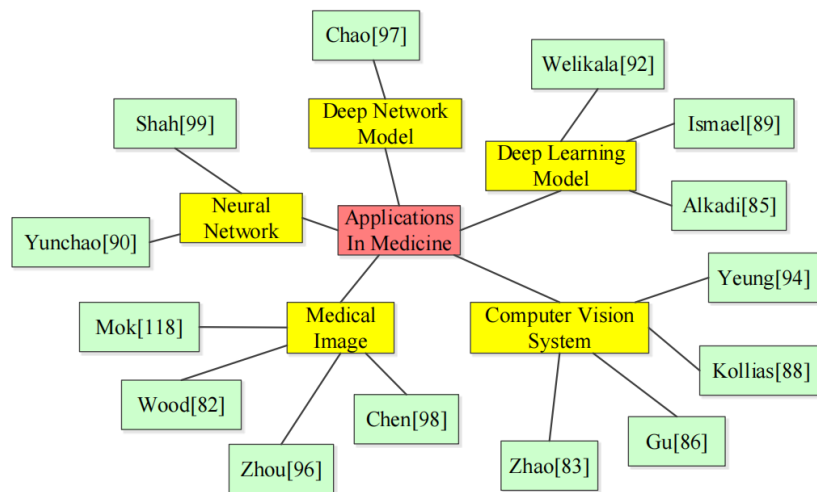 Chao[97]
Welikala[92]
Shah[99]
Deep Network
Model
Ismael[89]
Deep Learning
Model
Neural
Network
Applications
In Medicine
Alkadi[85]
Yunchao[90]
Yeung[94]
Mok[118]
Medical
Image
Computer Vision
System
Kollias[88]
Wood[82]
Chen[98]
Gu[86]
Zhou[96]
Zhao[83]